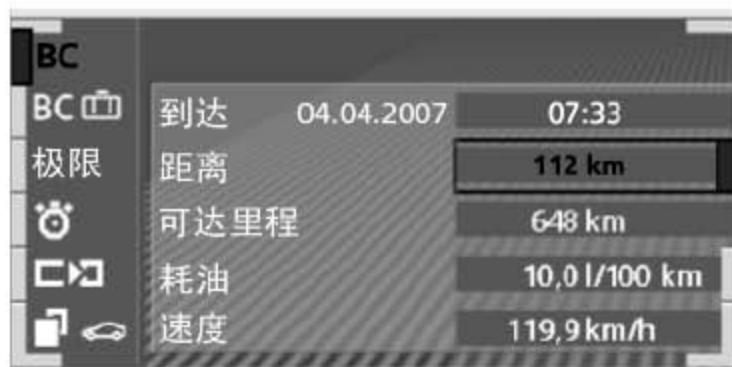 BC
BC
到达 04.04.2007 07:33
极限
距离 112 km
可达里程 648 km
耗油 10,0 l/100 km
速度 119,9 km/h